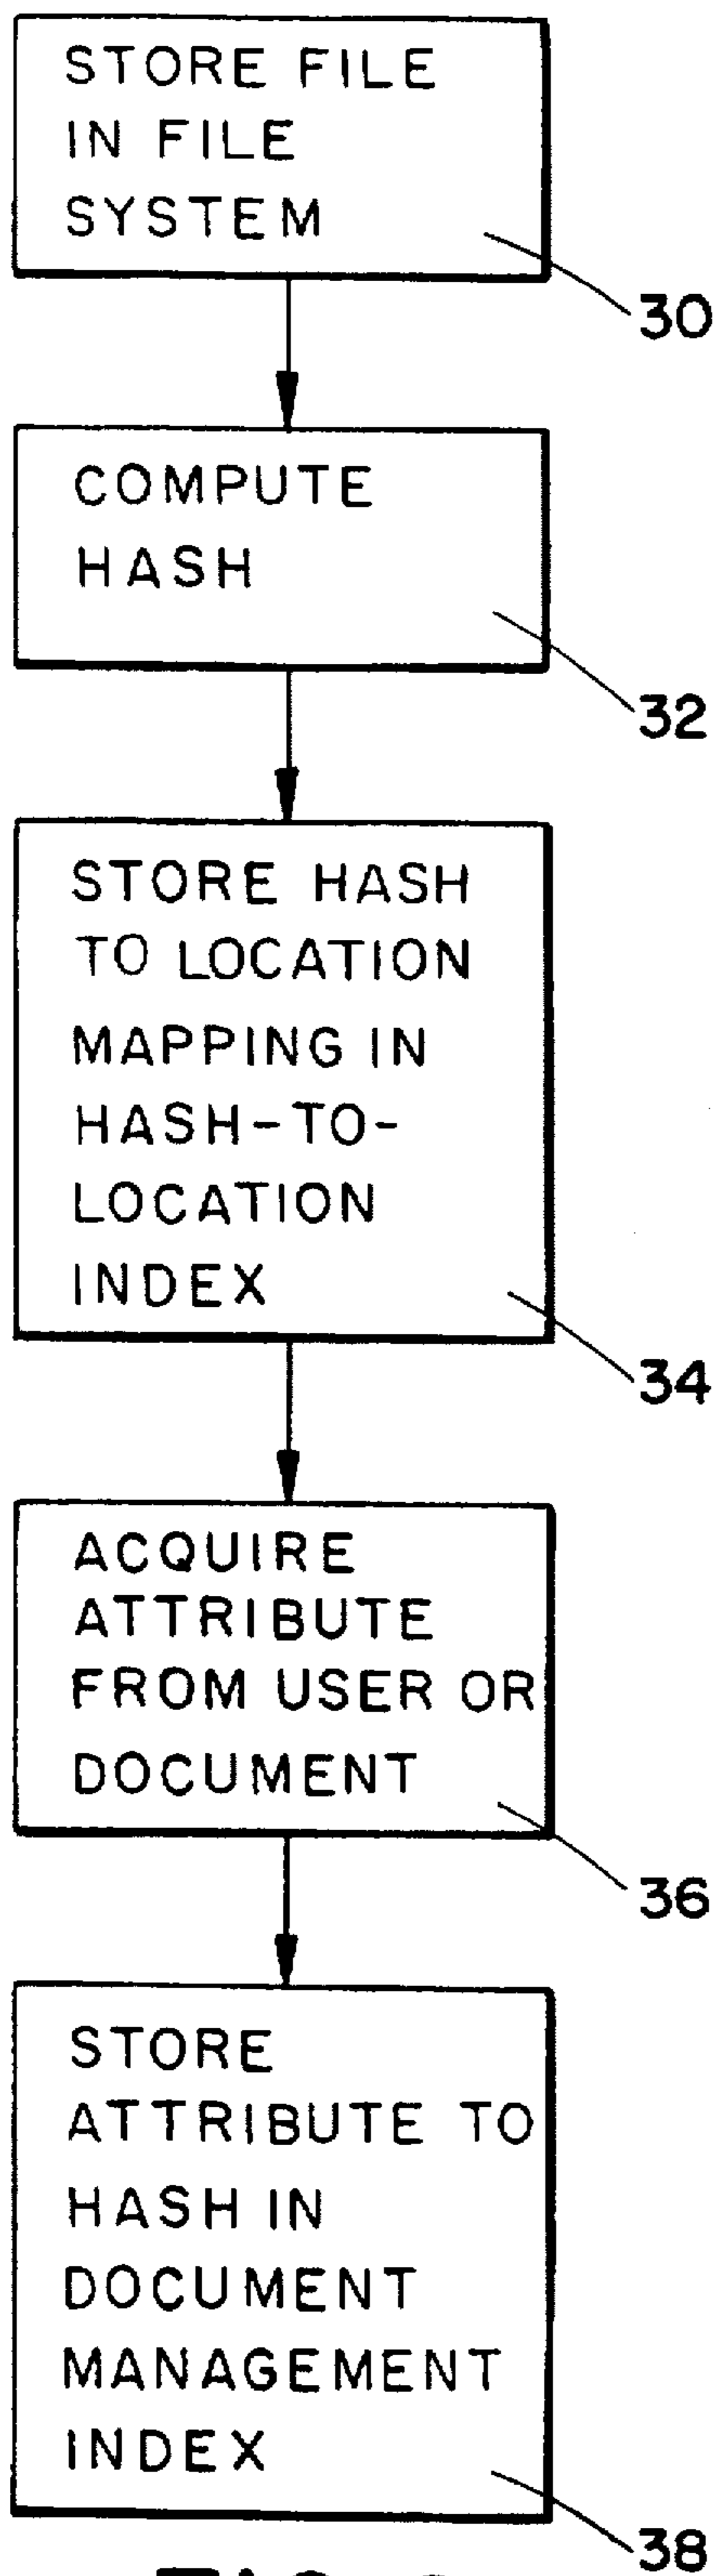 STORE FILE
IN FILE
SYSTEM
30
COMPUTE
HASH
32
STORE HASH
TO LOCATION
MAPPING IN
HASH-TO-
LOCATION
INDEX
34
ACQUIRE
ATTRIBUTE
FROM USER OR
DOCUMENT
36
STORE
ATTRIBUTE TO
HASH IN
DOCUMENT
MANAGEMENT
INDEX
38